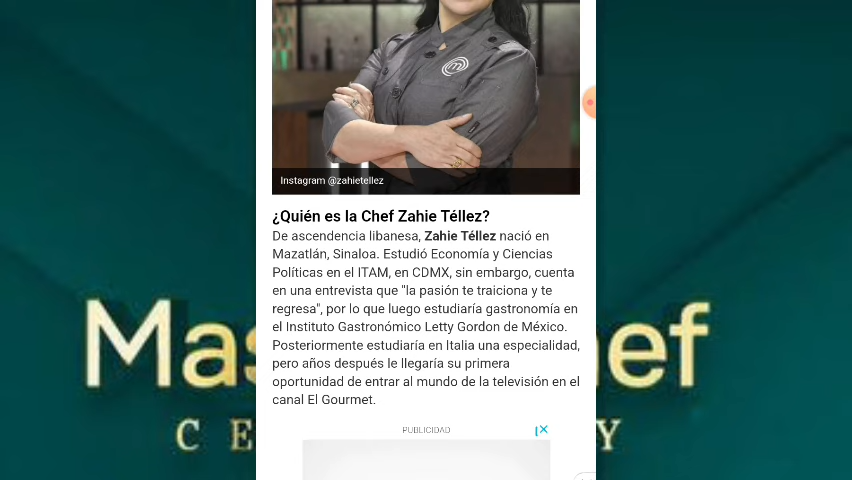 Instagram @zahietellez
¿Quién es la Chef Zahie Téllez?
De ascendencia libanesa, Zahie Téllez nació en
Mazatlán, Sinaloa. Estudió Economía y Ciencias
Políticas en el ITAM, en CDMX, sin embargo, cuenta
en una entrevista que "la pasión te traiciona y te
regresa", por lo que luego estudiaría gastronomía en
el Instituto Gastronómico Letty Gordon de México.
Posteriormente estudiaría en Italia una especialidad,
pero años después le llegaría su primera
oportunidad de entrar al mundo de la televisión en el
canal El Gourmet.
PUBLICIDAD
Mas ef
C E Y